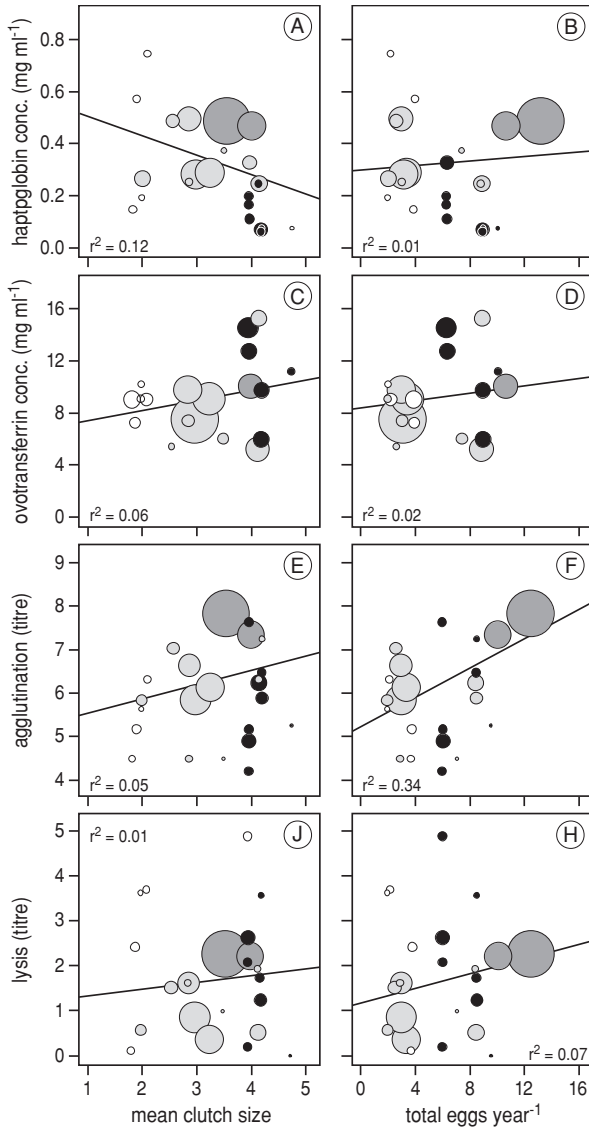 A
B
haptpglobin conc. (mg ml-1)
0.8
0.6
0.4
0.2
0.0
r2 = 0.12
r2 = 0.01
C
D
ovotransferrin conc. (mg ml-1)
16
12
8
4
0
r2 = 0.06
r2 = 0.02
E
F
agglutination (titre)
9
8
7
6
5
4
r2 = 0.05
r2 = 0.34
J
H
r2 = 0.01
lysis (titre)
5
4
3
2
1
0
r2 = 0.07
1 2 3 4 5
0 4 8 12 16
mean clutch size
total eggs year-1